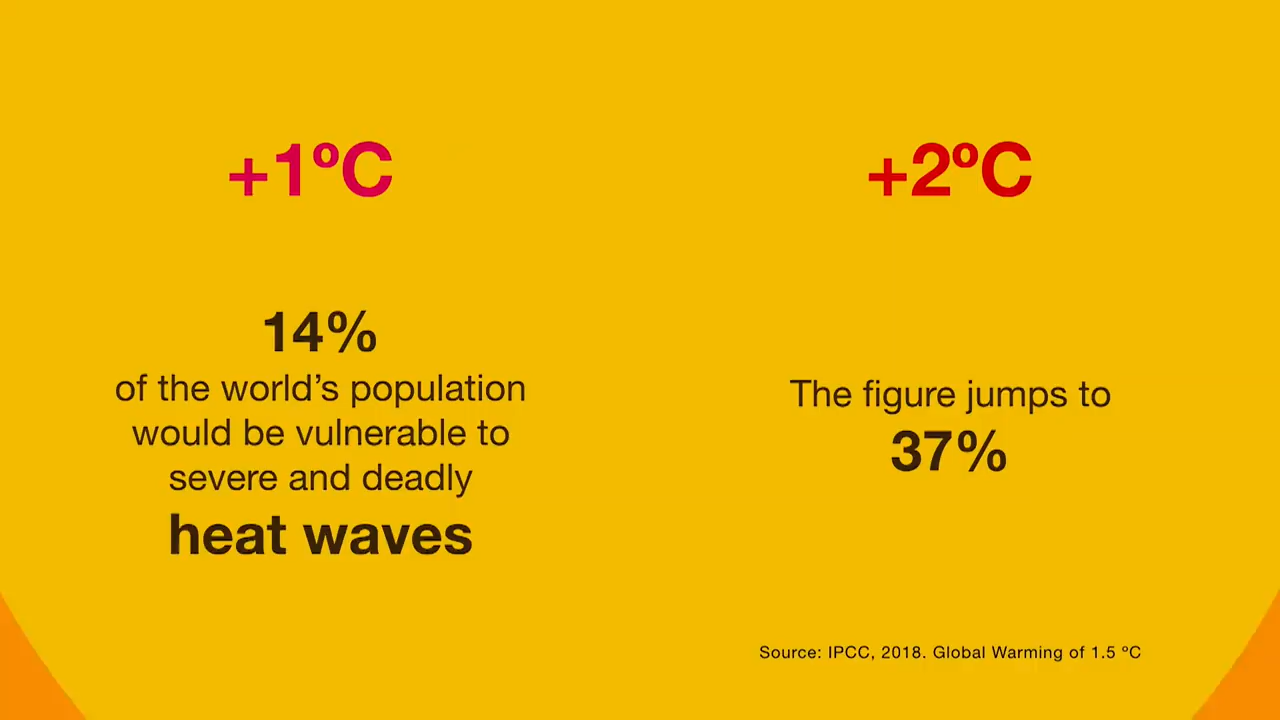 +1ºC
14%
of the world’s population
would be vulnerable to
severe and deadly
heat waves
+2ºC
The figure jumps to
37%
Source: IPCC, 2018. Global Warming of 1.5 ºC